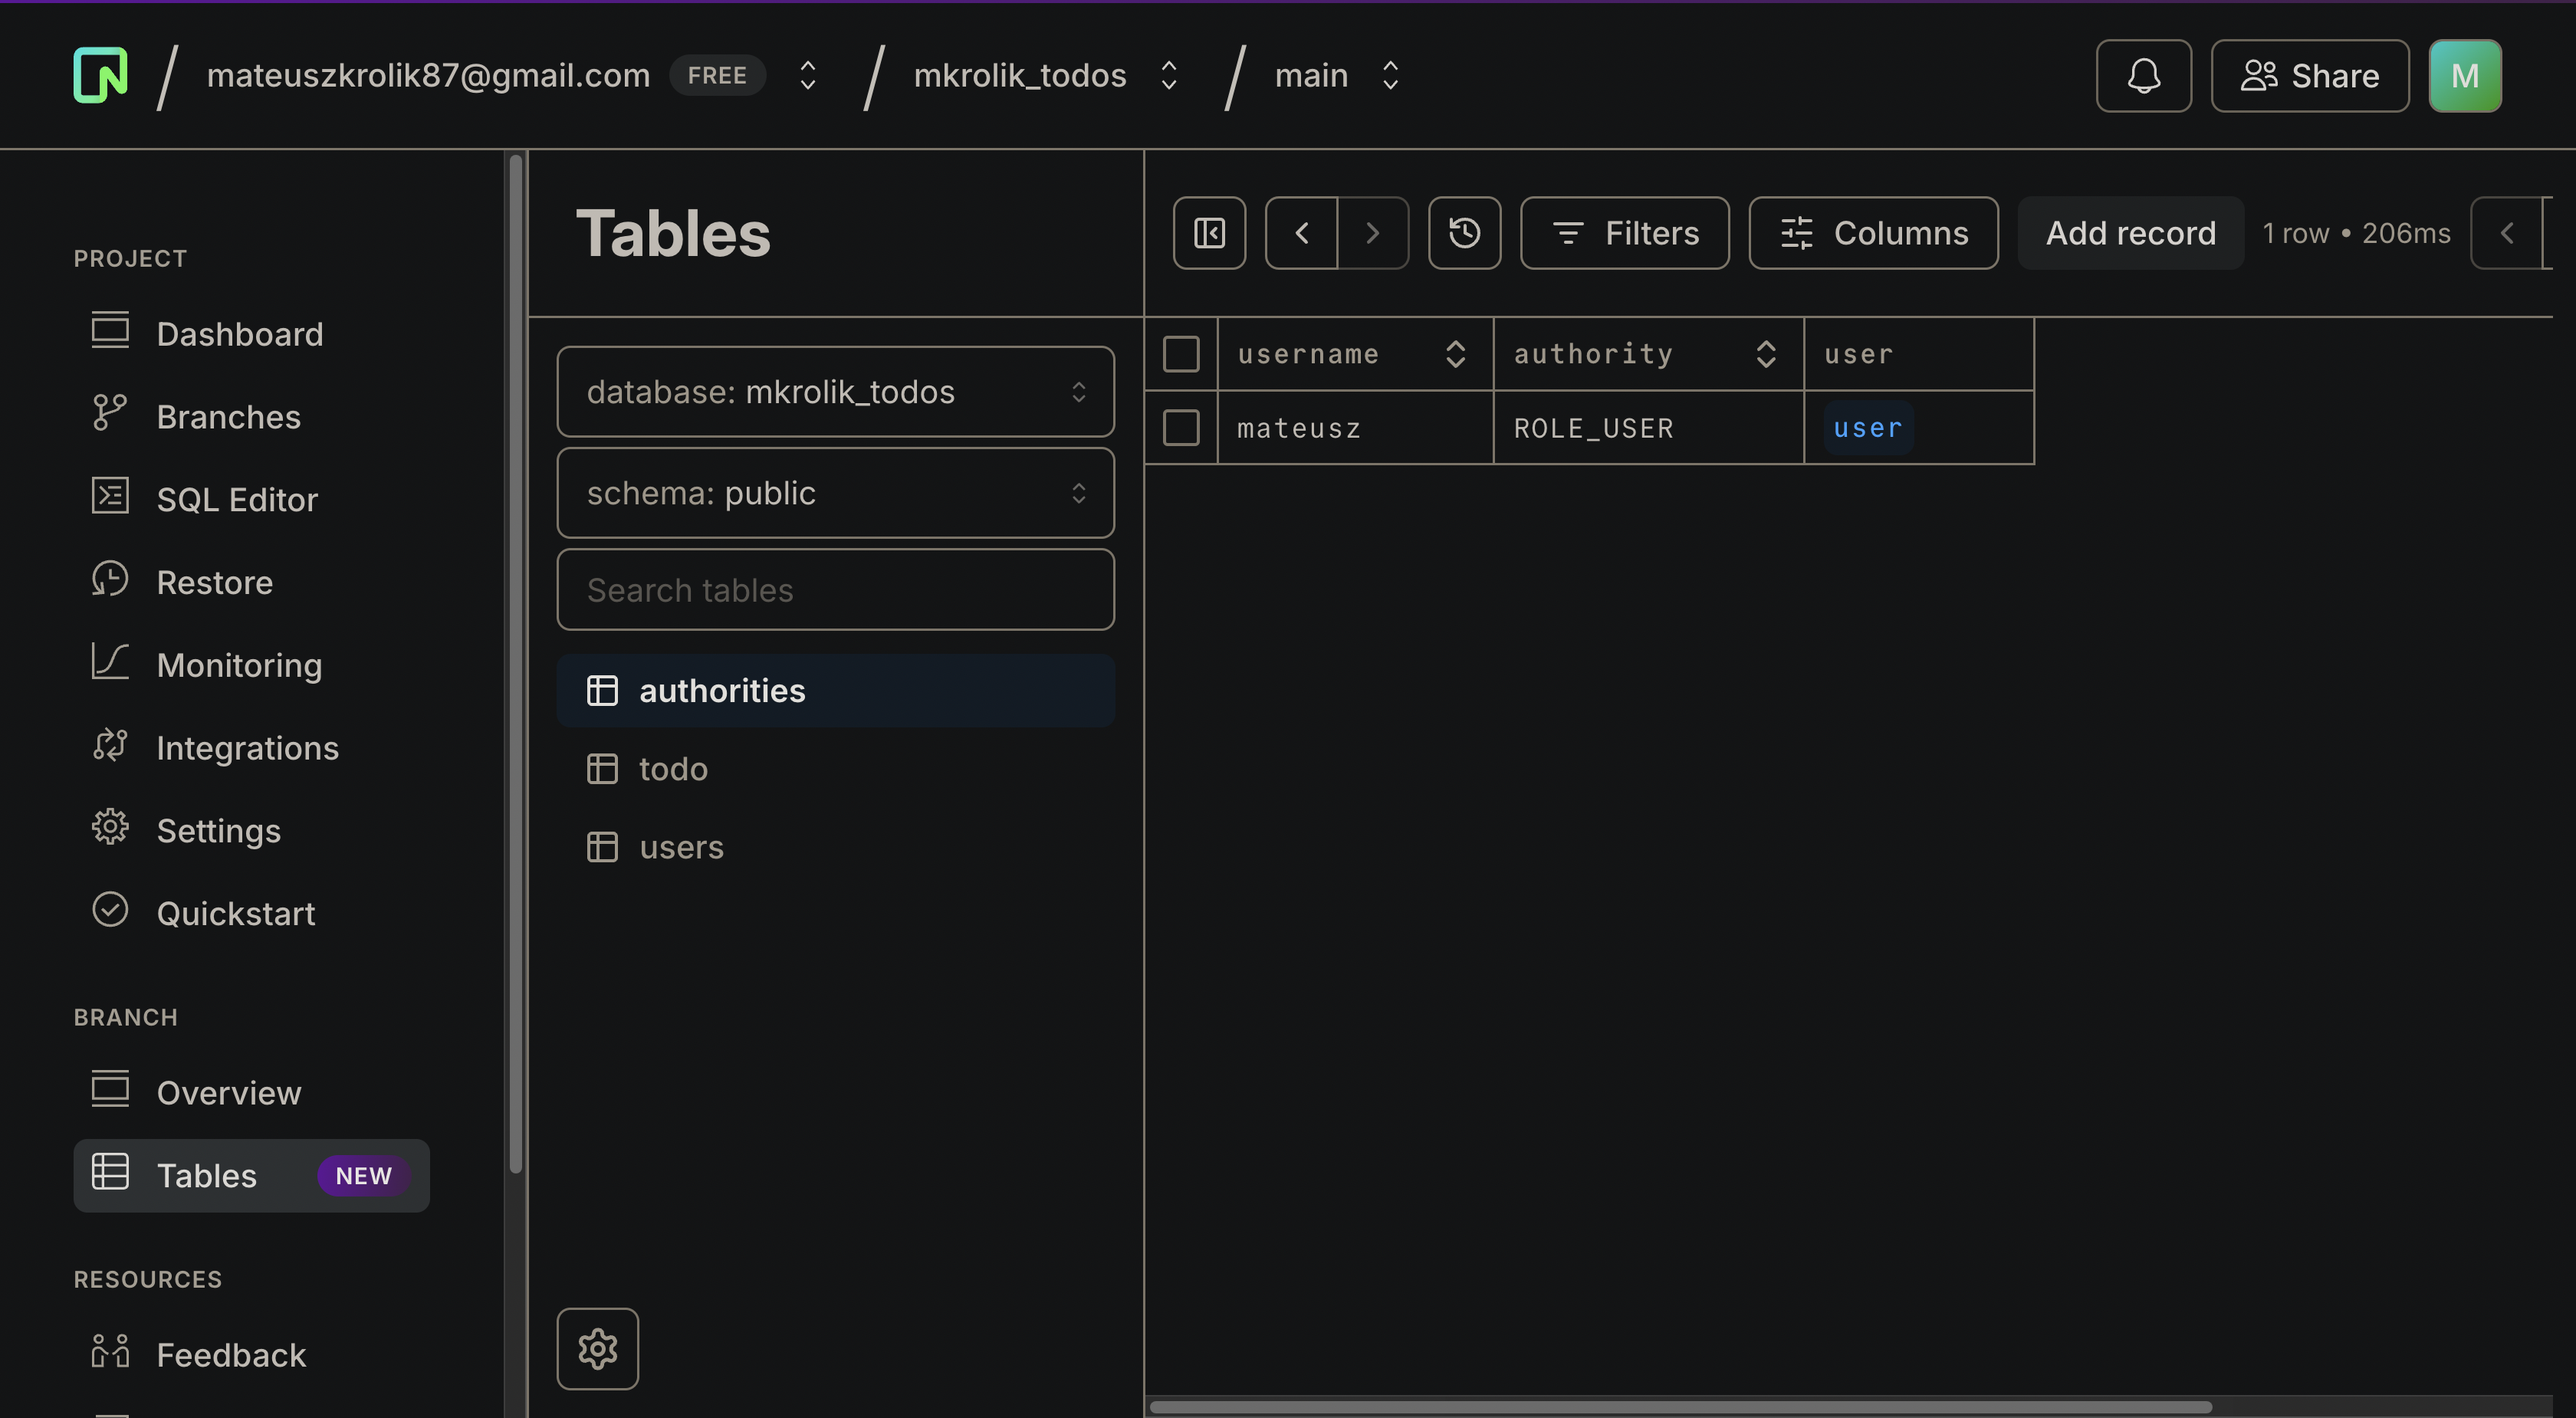 mateuszkrolik87@gmail.com FREE mkrolik_todos main Share M
PROJECT
Dashboard
Branches
SQL Editor
Restore
Monitoring
Integrations
Settings
Quickstart
BRANCH
Overview
Tables NEW
RESOURCES
Feedback
Tables
database: mkrolik_todos
schema: public
Search tables
authorities
todo
users
Filters Columns Add record 1 row • 206ms
username authority user
mateusz ROLE_USER user